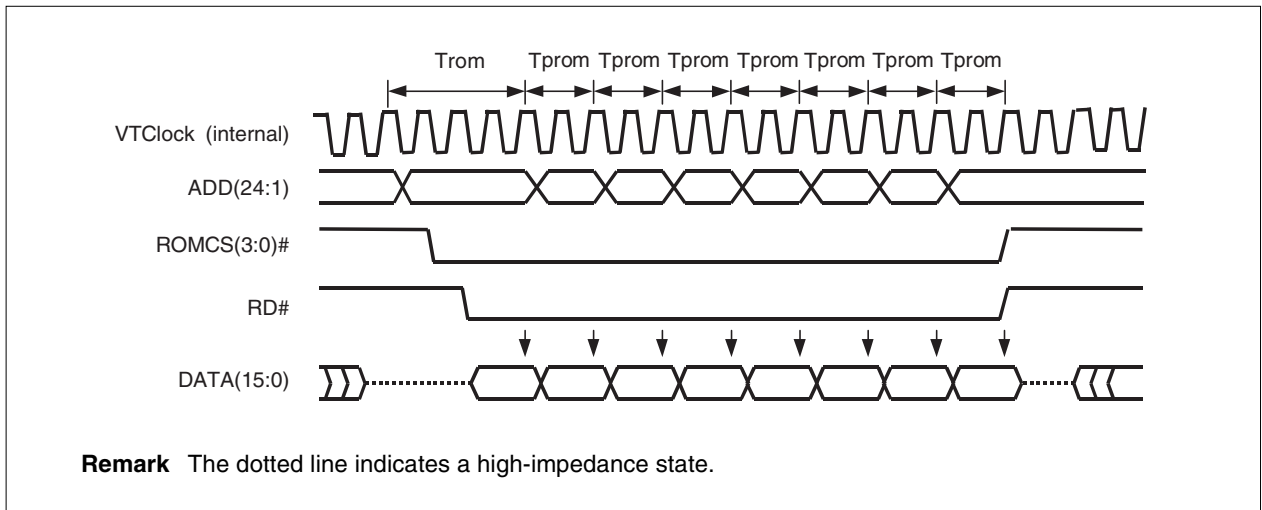 Trom Tprom Tprom Tprom Tprom Tprom Tprom Tprom
VTClock (internal)
ADD(24:1)
ROMCS(3:0)#
RD#
DATA(15:0)
Remark The dotted line indicates a high-impedance state.